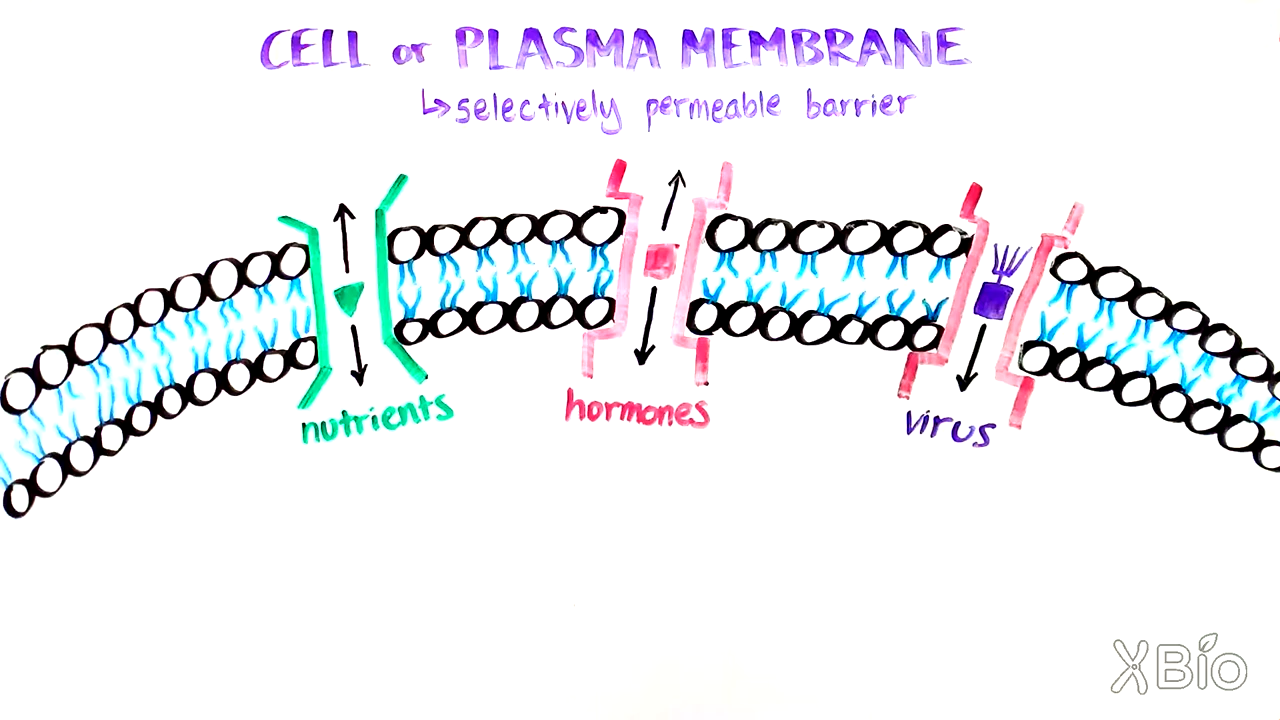 CELL or PLASMA MEMBRANE
↳selectively permeable barrier
nutrients
hormones
virus
XBio